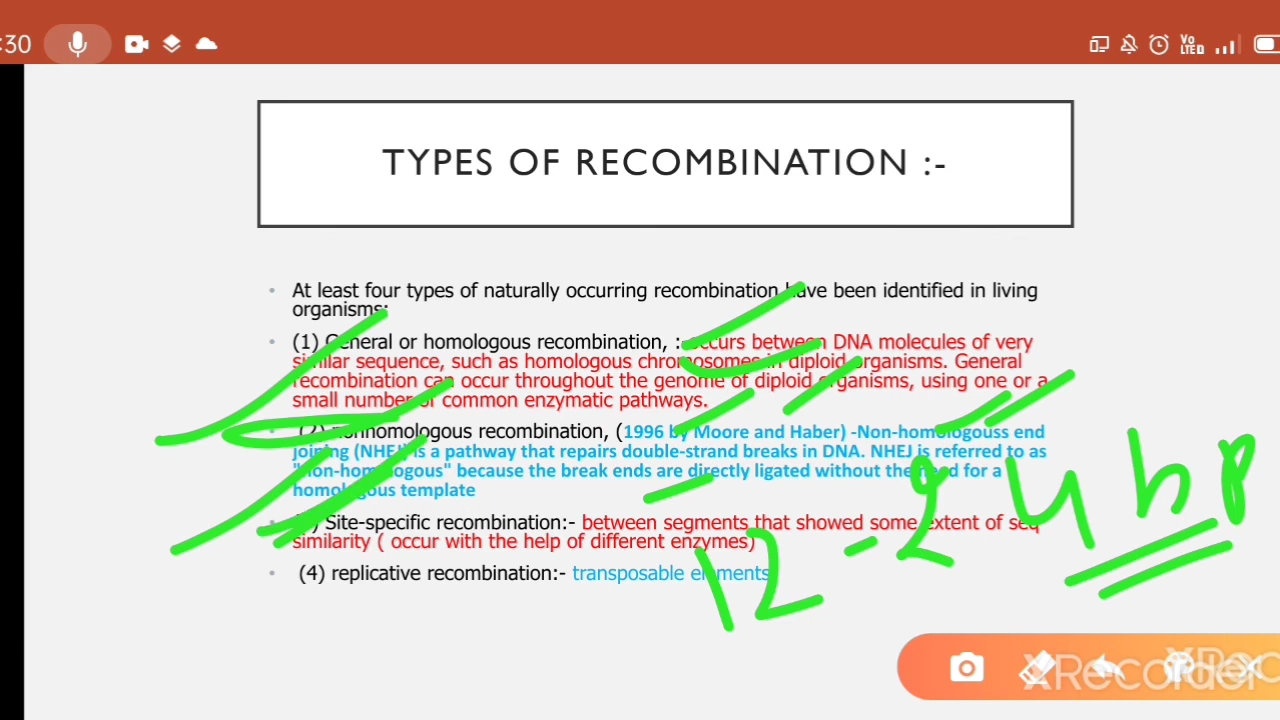 :30
Vo
LTE
TYPES OF RECOMBINATION :-
• At least four types of naturally occurring recombination have been identified in living
organisms:
• (1) General or homologous recombination, :- occurs between DNA molecules of very
similar sequence, such as homologous chromosomes in diploid organisms. General
recombination can occur throughout the genome of diploid organisms, using one or a
small number of common enzymatic pathways.
• (2) nonhomologous recombination, (1996 by Moore and Haber) -Non-homologouss end
joining (NHEJ) is a pathway that repairs double-strand breaks in DNA. NHEJ is referred to as
"non-homologous" because the break ends are directly ligated without the need for a
homologous template
• (3) Site-specific recombination:- between segments that showed some extent of seq
similarity ( occur with the help of different enzymes)
• (4) replicative recombination:- transposable elements
12 - 24 bp
XRecorder